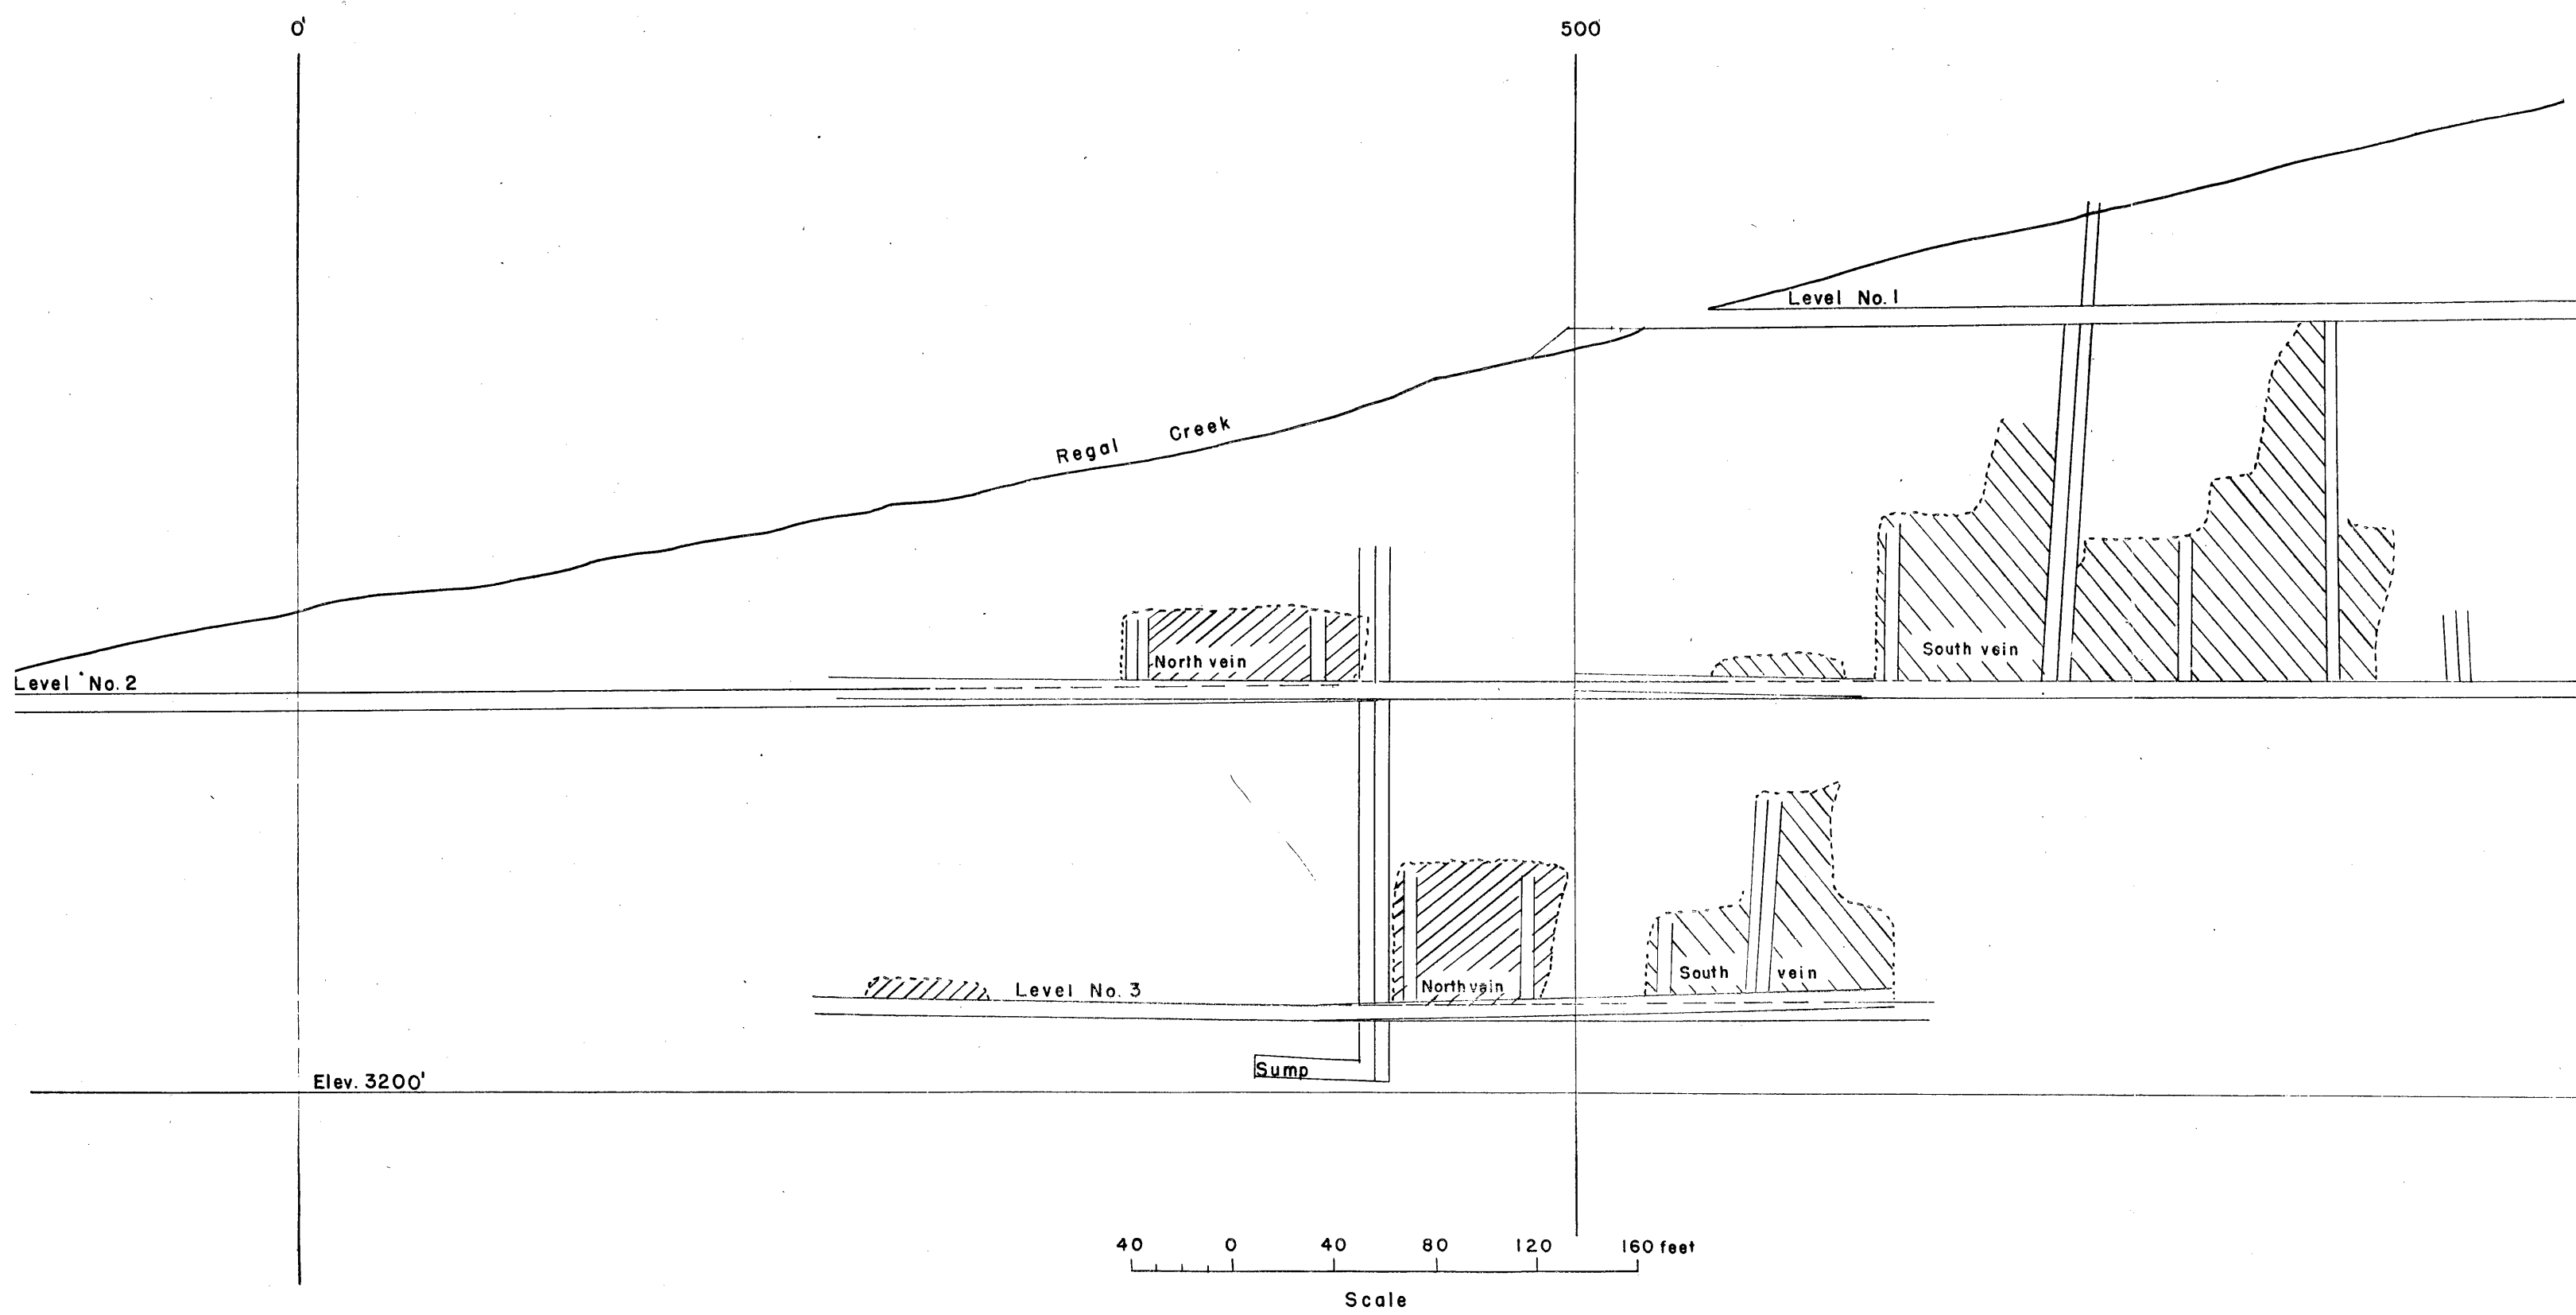 0'
500
Level No. 1
Regal Creek
South vein
North vein
Level No. 2
South vein
North vein
Level No. 3
Sump
Elev. 3200'
40 0 40 80 120 160 feet
Scale